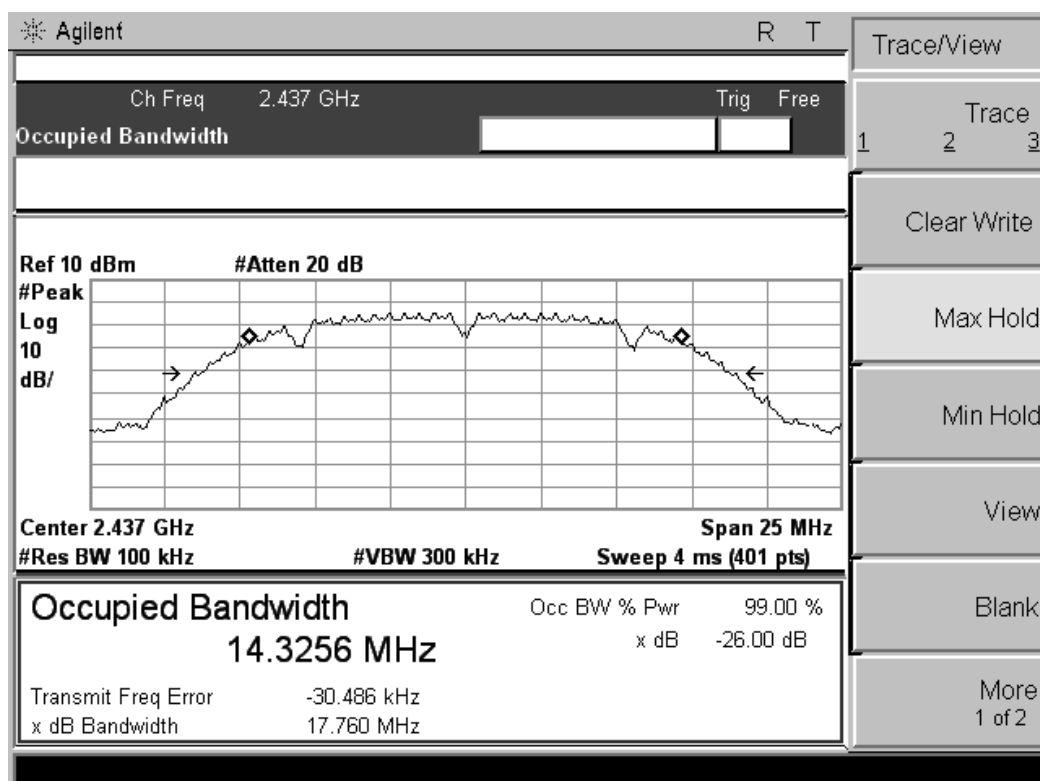 Agilent R T
Ch Freq 2.437 GHz Trig Free
Occupied Bandwidth
Ref 10 dBm #Atten 20 dB
#Peak
Log
10
dB/
Center 2.437 GHz Span 25 MHz
#Res BW 100 kHz #VBW 300 kHz Sweep 4 ms (401 pts)
Occupied Bandwidth Occ BW % Pwr 99.00 %
14.3256 MHz x dB -26.00 dB
Transmit Freq Error -30.486 kHz
x dB Bandwidth 17.760 MHz
Trace/View
Trace
1 2 3
Clear Write
Max Hold
Min Hold
View
Blank
More
1 of 2